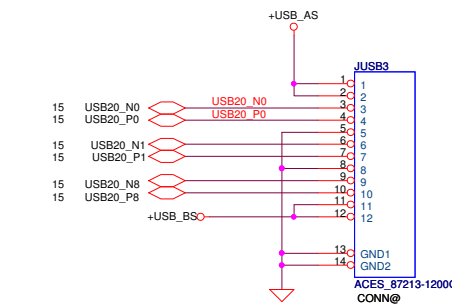 +USB_AS
JUSB3
1 1
2 2
15 USB20_N0 USB20_N0 3 3
15 USB20_P0 USB20_P0 4 4
5 5
15 USB20_N1 6 6
15 USB20_P1 7 7
8 8
15 USB20_N8 9 9
15 USB20_P8 10 10
11 11
+USB_BS 12 12
13 GND1
14 GND2
ACES_87213-1200G
CONN@